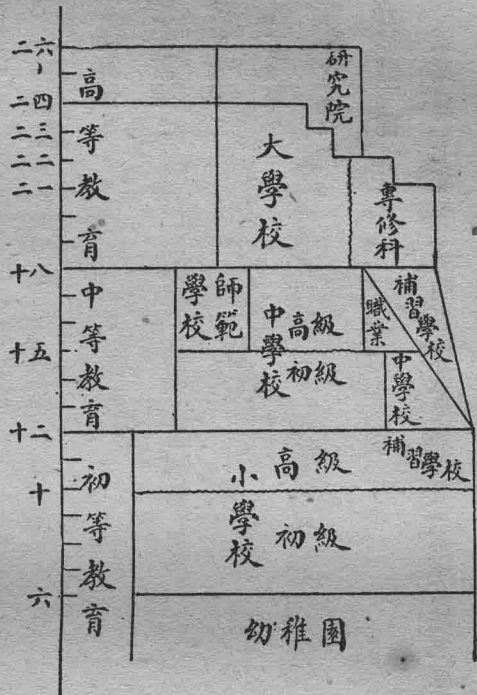 二六
二四
二三
二二
二一
十八
十五
十二
十
六
高等教育
中等教育
初等教育
研究院
大學校
專修科
師範學校
中學校
高級
初級
職業
中學校
補習學校
補習學校
小學校
高級
初級
幼稚園